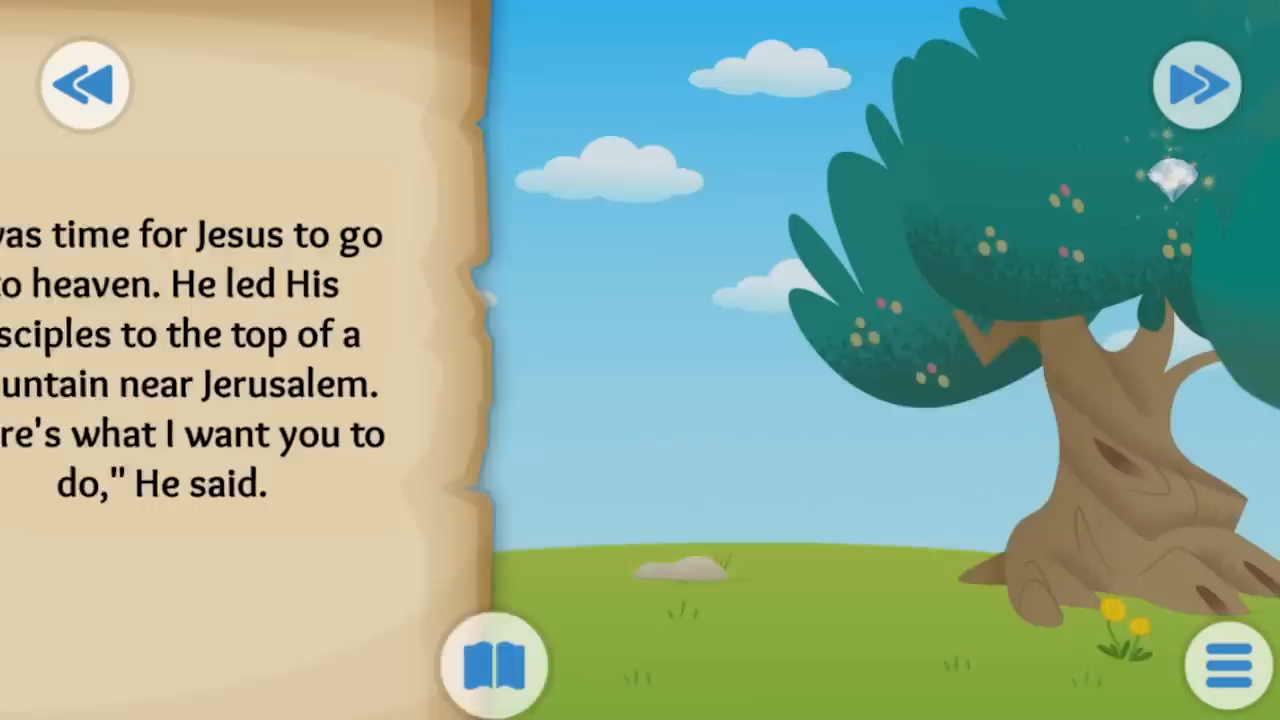 was time for Jesus to go
to heaven. He led His
sciples to the top of a
untain near Jerusalem.
re's what I want you to
do," He said.